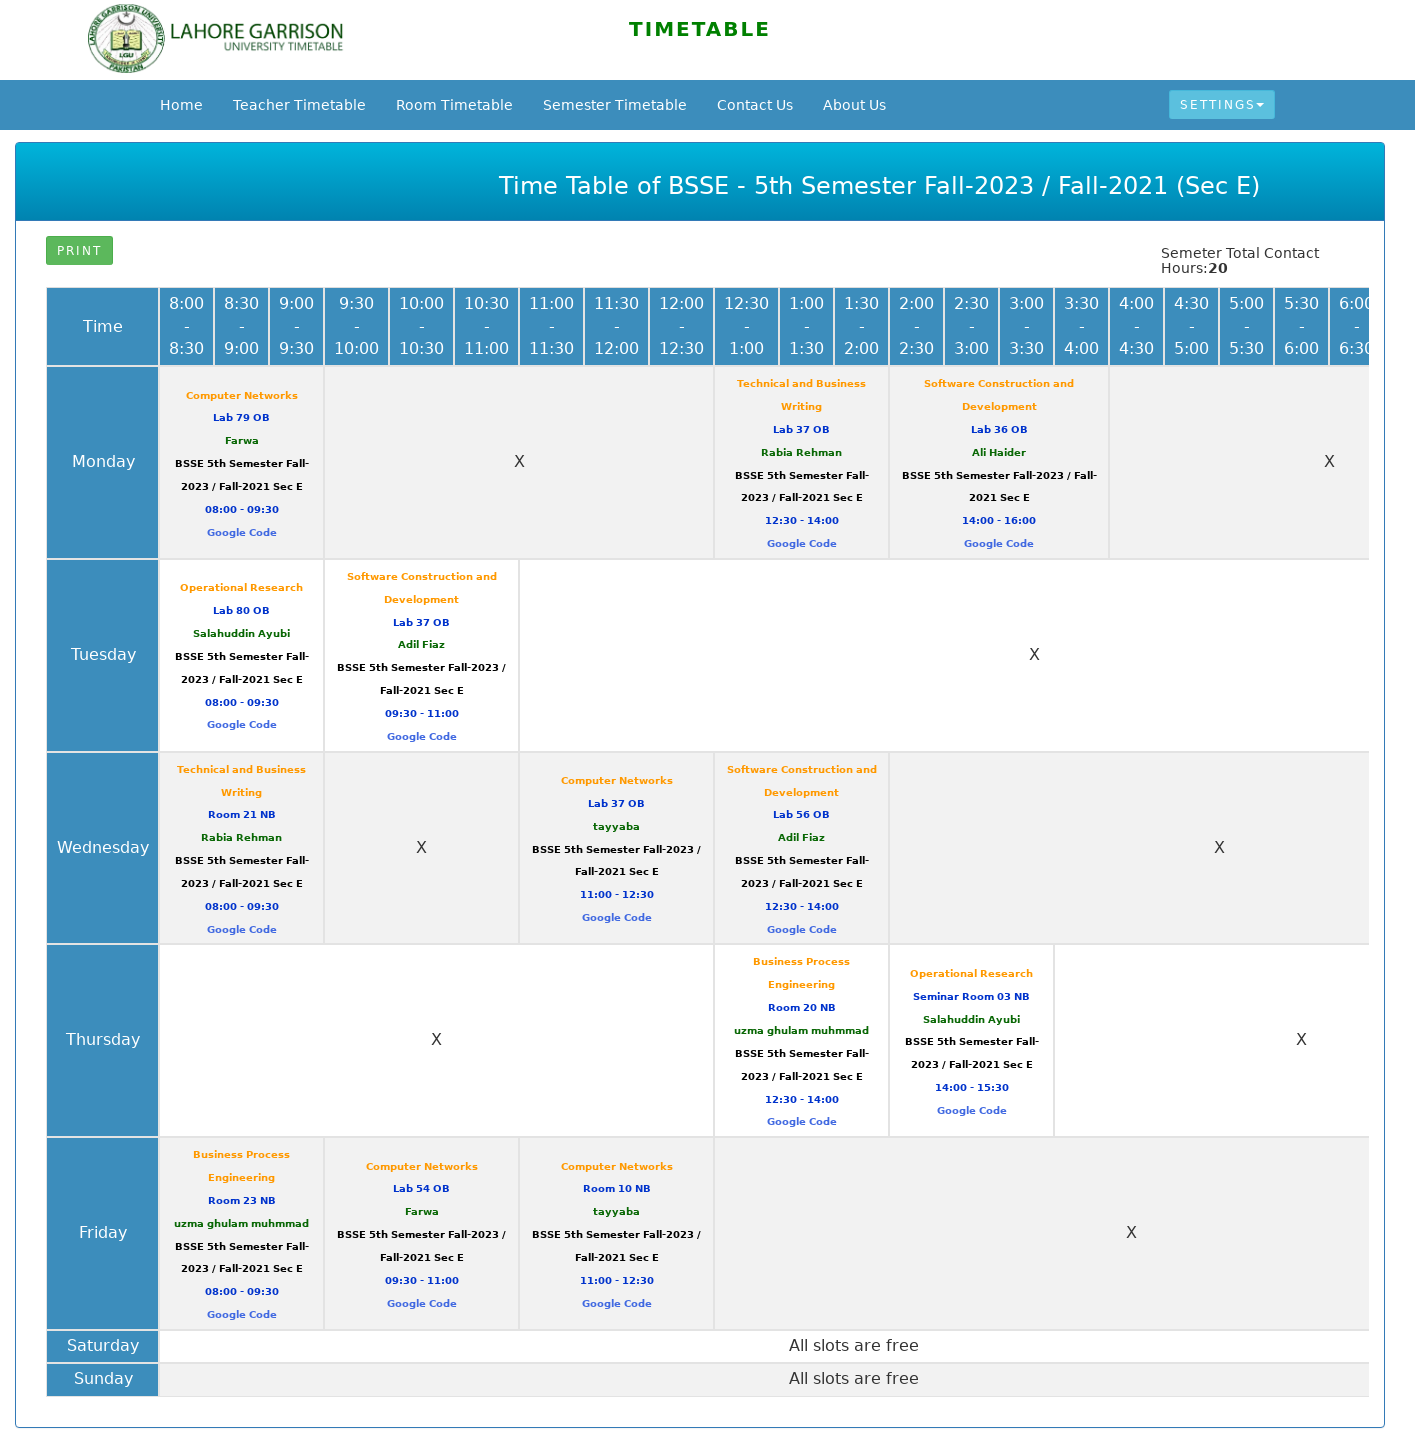 LAHORE GARRISON
UNIVERSITY TIMETABLE
TIMETABLE
Home Teacher Timetable Room Timetable Semester Timetable Contact Us About Us SETTINGS
Time Table of BSSE - 5th Semester Fall-2023 / Fall-2021 (Sec E)
PRINT
Semeter Total Contact
Hours:20
Time
8:00
-
8:30
8:30
-
9:00
9:00
-
9:30
9:30
-
10:00
10:00
-
10:30
10:30
-
11:00
11:00
-
11:30
11:30
-
12:00
12:00
-
12:30
12:30
-
1:00
1:00
-
1:30
1:30
-
2:00
2:00
-
2:30
2:30
-
3:00
3:00
-
3:30
3:30
-
4:00
4:00
-
4:30
4:30
-
5:00
5:00
-
5:30
5:30
-
6:00
6:00
-
6:30
Monday
Computer Networks
Lab 79 OB
Farwa
BSSE 5th Semester Fall-
2023 / Fall-2021 Sec E
08:00 - 09:30
Google Code
X
Technical and Business
Writing
Lab 37 OB
Rabia Rehman
BSSE 5th Semester Fall-
2023 / Fall-2021 Sec E
12:30 - 14:00
Google Code
Software Construction and
Development
Lab 36 OB
Ali Haider
BSSE 5th Semester Fall-2023 / Fall-
2021 Sec E
14:00 - 16:00
Google Code
X
Tuesday
Operational Research
Lab 80 OB
Salahuddin Ayubi
BSSE 5th Semester Fall-
2023 / Fall-2021 Sec E
08:00 - 09:30
Google Code
Software Construction and
Development
Lab 37 OB
Adil Fiaz
BSSE 5th Semester Fall-2023 /
Fall-2021 Sec E
09:30 - 11:00
Google Code
X
Wednesday
Technical and Business
Writing
Room 21 NB
Rabia Rehman
BSSE 5th Semester Fall-
2023 / Fall-2021 Sec E
08:00 - 09:30
Google Code
X
Computer Networks
Lab 37 OB
tayyaba
BSSE 5th Semester Fall-2023 /
Fall-2021 Sec E
11:00 - 12:30
Google Code
Software Construction and
Development
Lab 56 OB
Adil Fiaz
BSSE 5th Semester Fall-
2023 / Fall-2021 Sec E
12:30 - 14:00
Google Code
X
Thursday
X
Business Process
Engineering
Room 20 NB
uzma ghulam muhmmad
BSSE 5th Semester Fall-
2023 / Fall-2021 Sec E
12:30 - 14:00
Google Code
Operational Research
Seminar Room 03 NB
Salahuddin Ayubi
BSSE 5th Semester Fall-
2023 / Fall-2021 Sec E
14:00 - 15:30
Google Code
X
Friday
Business Process
Engineering
Room 23 NB
uzma ghulam muhmmad
BSSE 5th Semester Fall-
2023 / Fall-2021 Sec E
08:00 - 09:30
Google Code
Computer Networks
Lab 54 OB
Farwa
BSSE 5th Semester Fall-2023 /
Fall-2021 Sec E
09:30 - 11:00
Google Code
Computer Networks
Room 10 NB
tayyaba
BSSE 5th Semester Fall-2023 /
Fall-2021 Sec E
11:00 - 12:30
Google Code
X
Saturday
All slots are free
Sunday
All slots are free